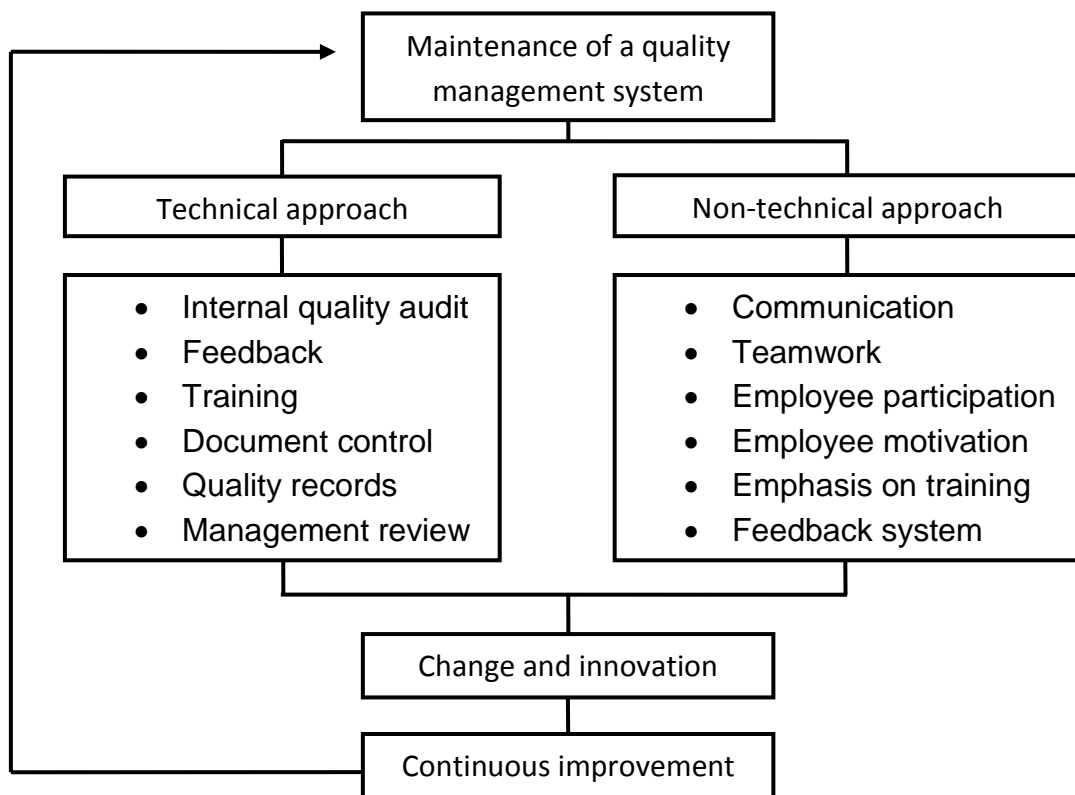 Maintenance of a quality
management system
Technical approach
Non-technical approach
• Internal quality audit
• Feedback
• Training
• Document control
• Quality records
• Management review
• Communication
• Teamwork
• Employee participation
• Employee motivation
• Emphasis on training
• Feedback system
Change and innovation
Continuous improvement